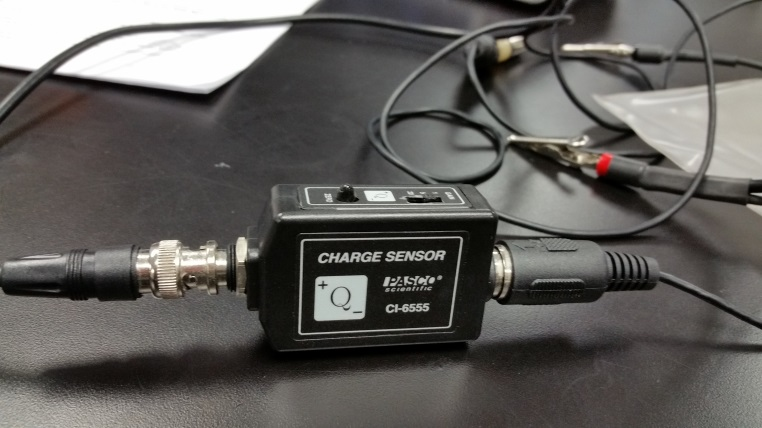 CHARGE SENSOR
+
Q
−
PASCO®
scientific
CI-6555
Q